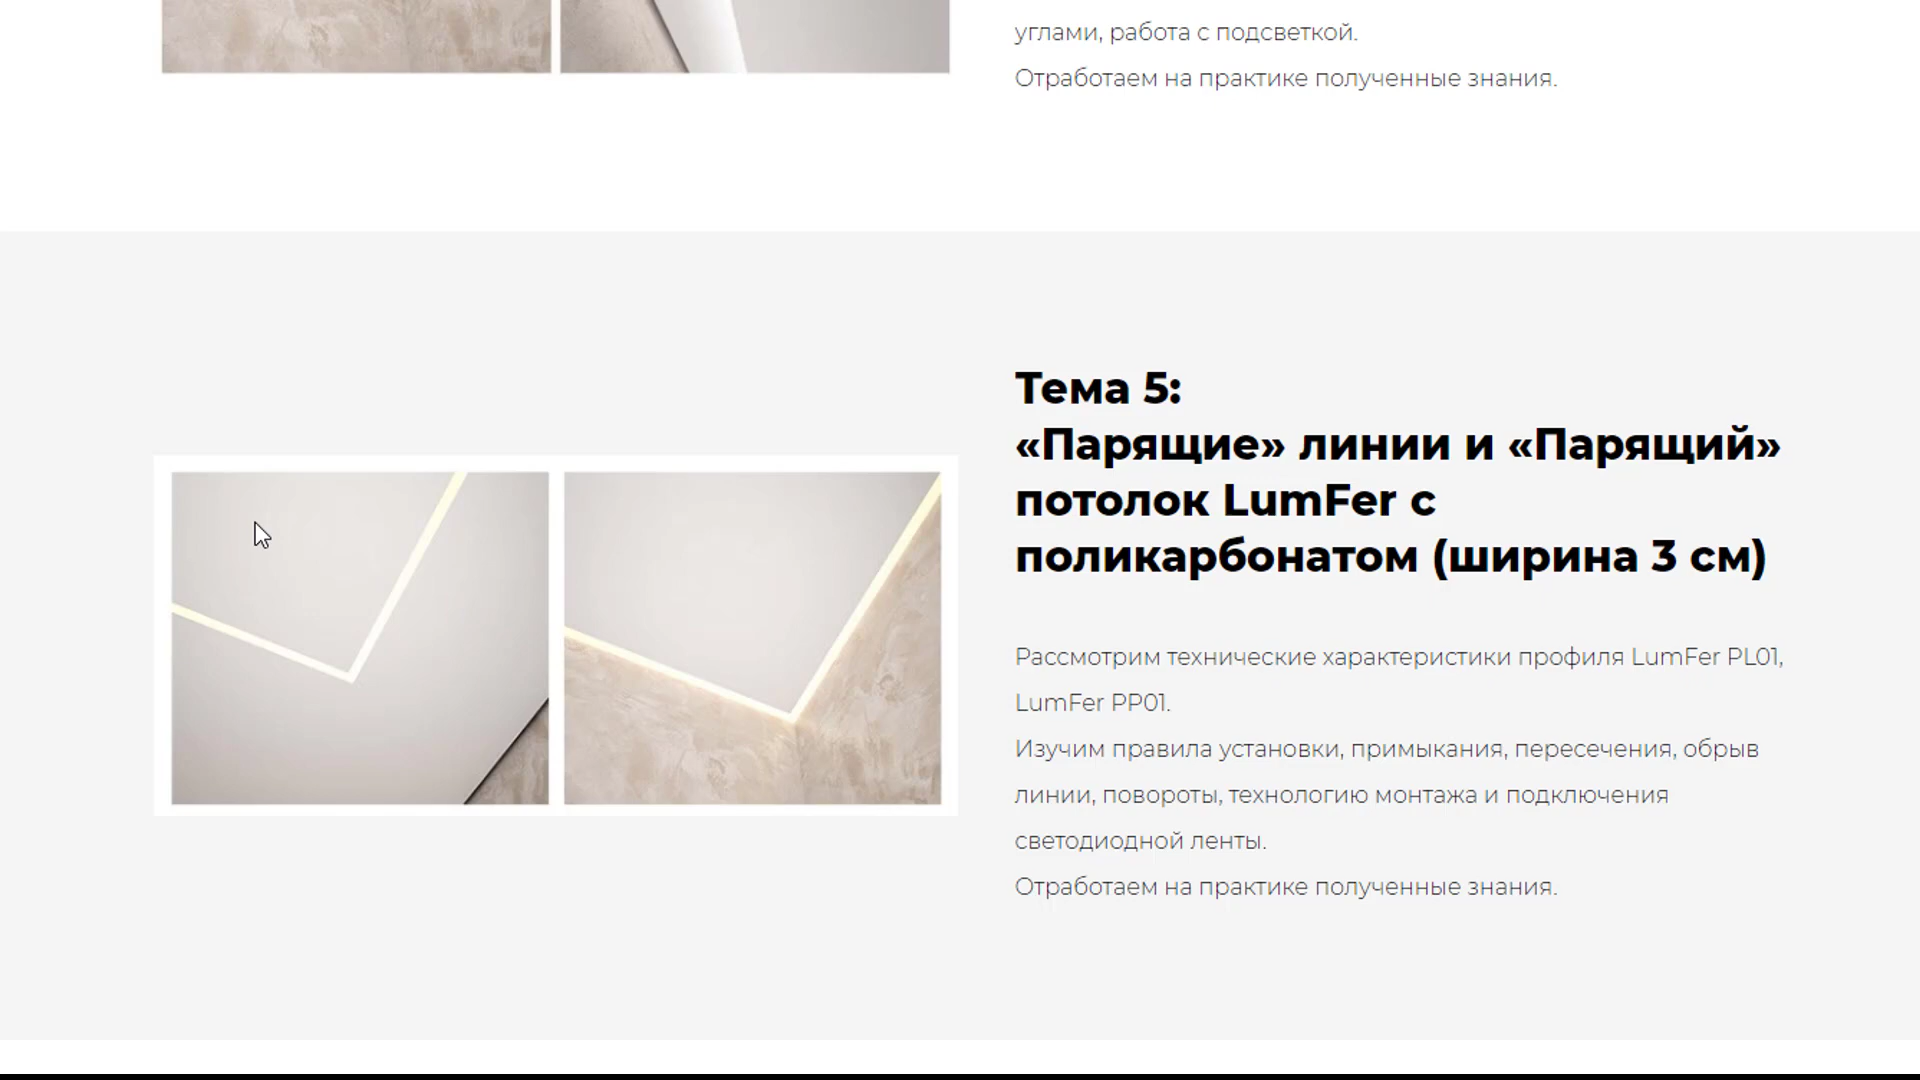 углами, работа с подсветкой.
Отработаем на практике полученные знания.
Тема 5:
«Парящие» линии и «Парящий»
потолок LumFer с
поликарбонатом (ширина 3 см)
Рассмотрим технические характеристики профиля LumFer PL01,
LumFer PP01.
Изучим правила установки, примыкания, пересечения, обрыв
линии, повороты, технологию монтажа и подключения
светодиодной ленты.
Отработаем на практике полученные знания.